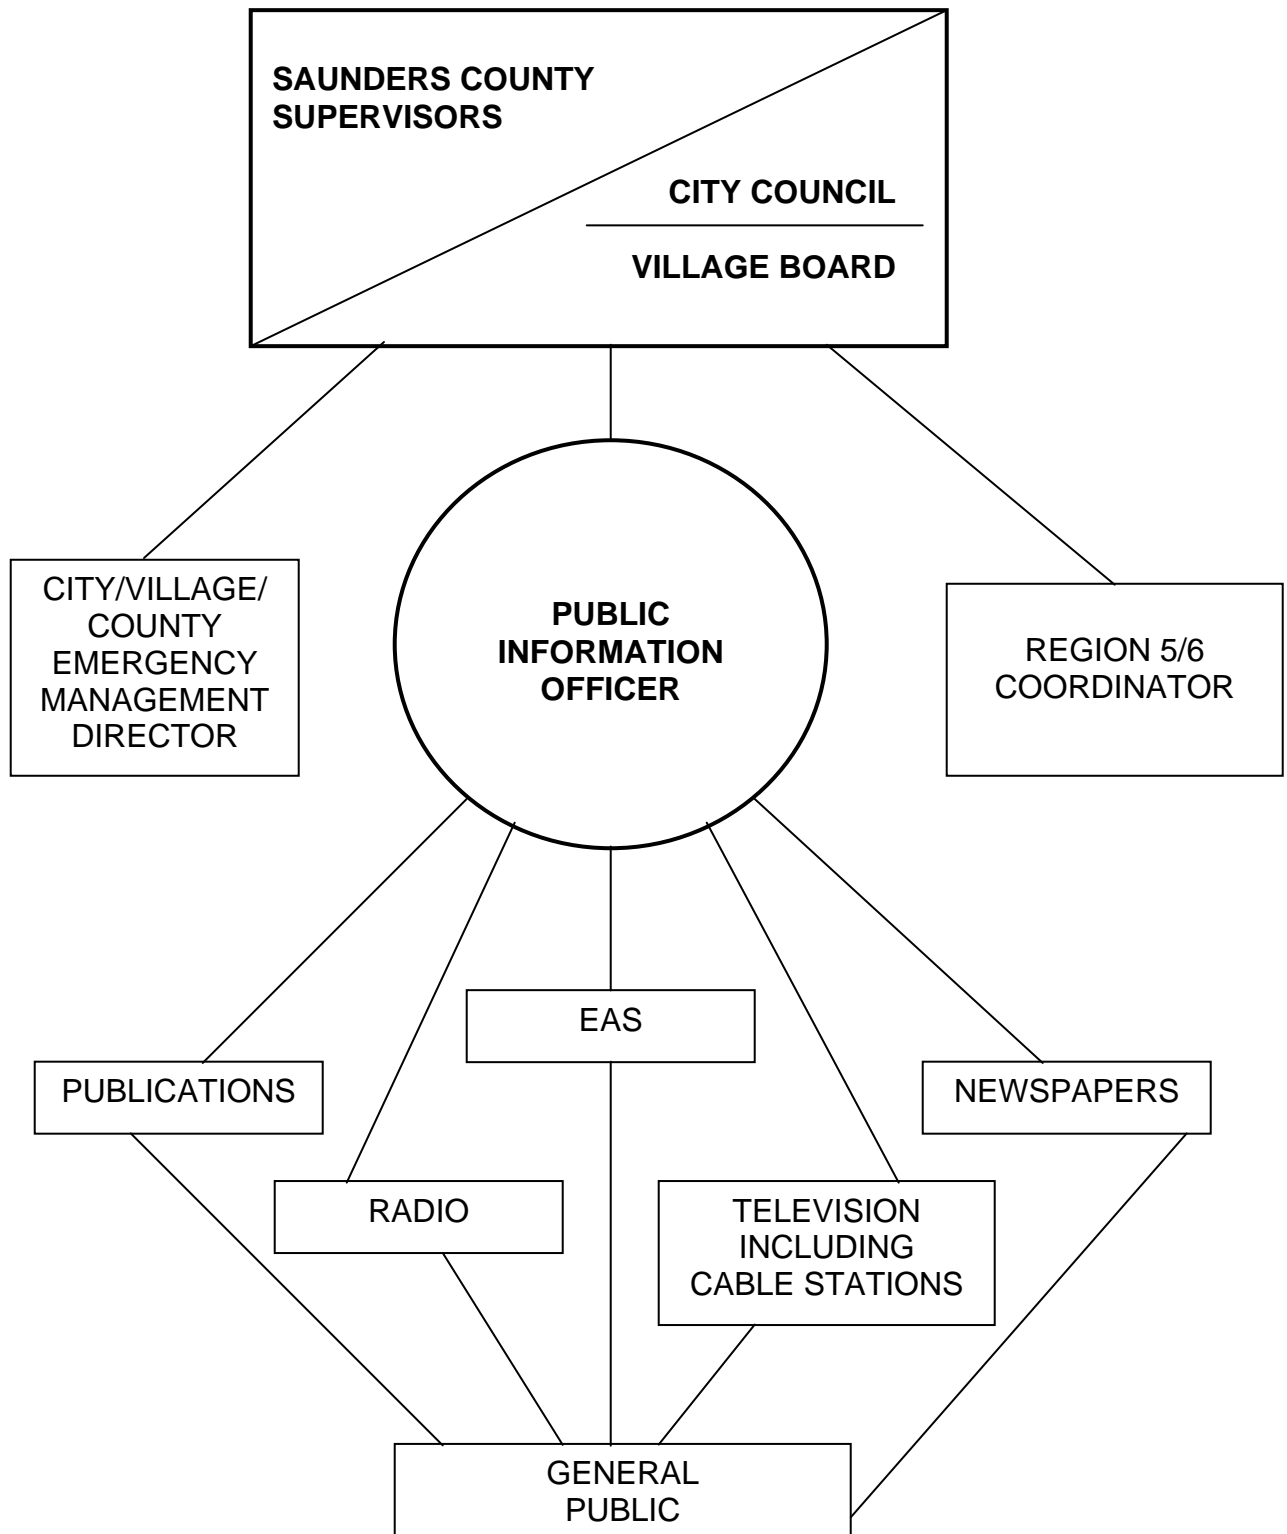 SAUNDERS COUNTY
SUPERVISORS
CITY COUNCIL
VILLAGE BOARD
CITY/VILLAGE/
COUNTY
EMERGENCY
MANAGEMENT
DIRECTOR
PUBLIC
INFORMATION
OFFICER
REGION 5/6
COORDINATOR
EAS
PUBLICATIONS
NEWSPAPERS
RADIO
TELEVISION
INCLUDING
CABLE STATIONS
GENERAL
PUBLIC